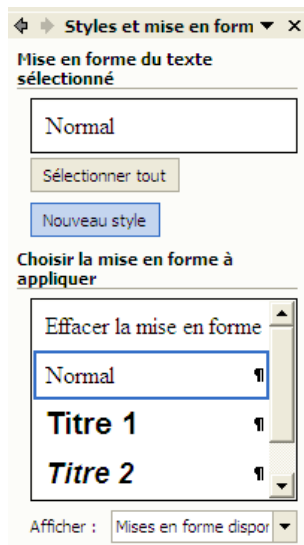 Styles et mise en form
Mise en forme du texte
sélectionné
Normal
Sélectionner tout
Nouveau style
Choisir la mise en forme à
appliquer
Effacer la mise en forme
Normal ¶
Titre 1 ¶
Titre 2 ¶
Afficher : Mises en forme dispor